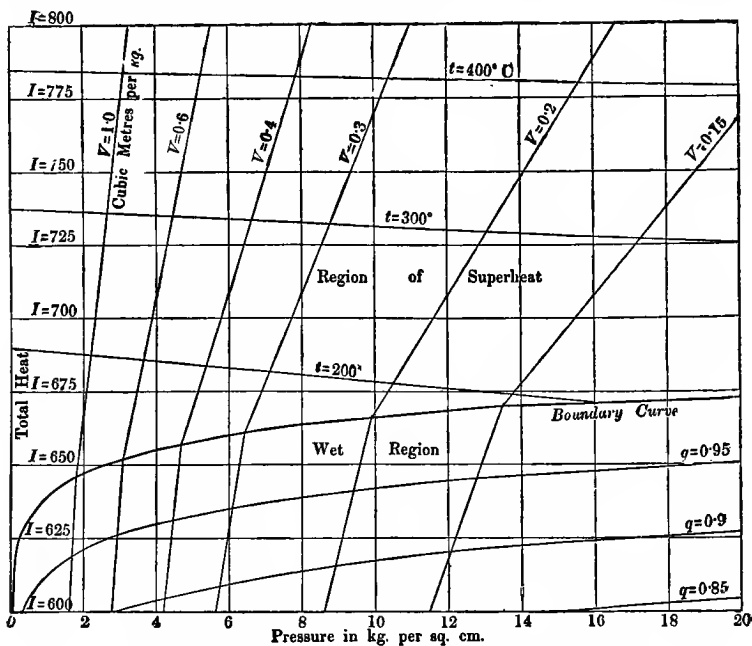 I=800
t=400° C
I=775
V=1.0
Cubic Metres per kg.
V=0.6
V=0.4
V=0.3
V=0.2
V=0.15
I=750
t=300°
I=725
Region of Superheat
I=700
t=200°
I=675
Total Heat
Boundary Curve
Wet Region
I=650
q=0.95
I=625
q=0.9
q=0.85
I=600
0 2 4 6 8 10 12 14 16 18 20
Pressure in kg. per sq. cm.